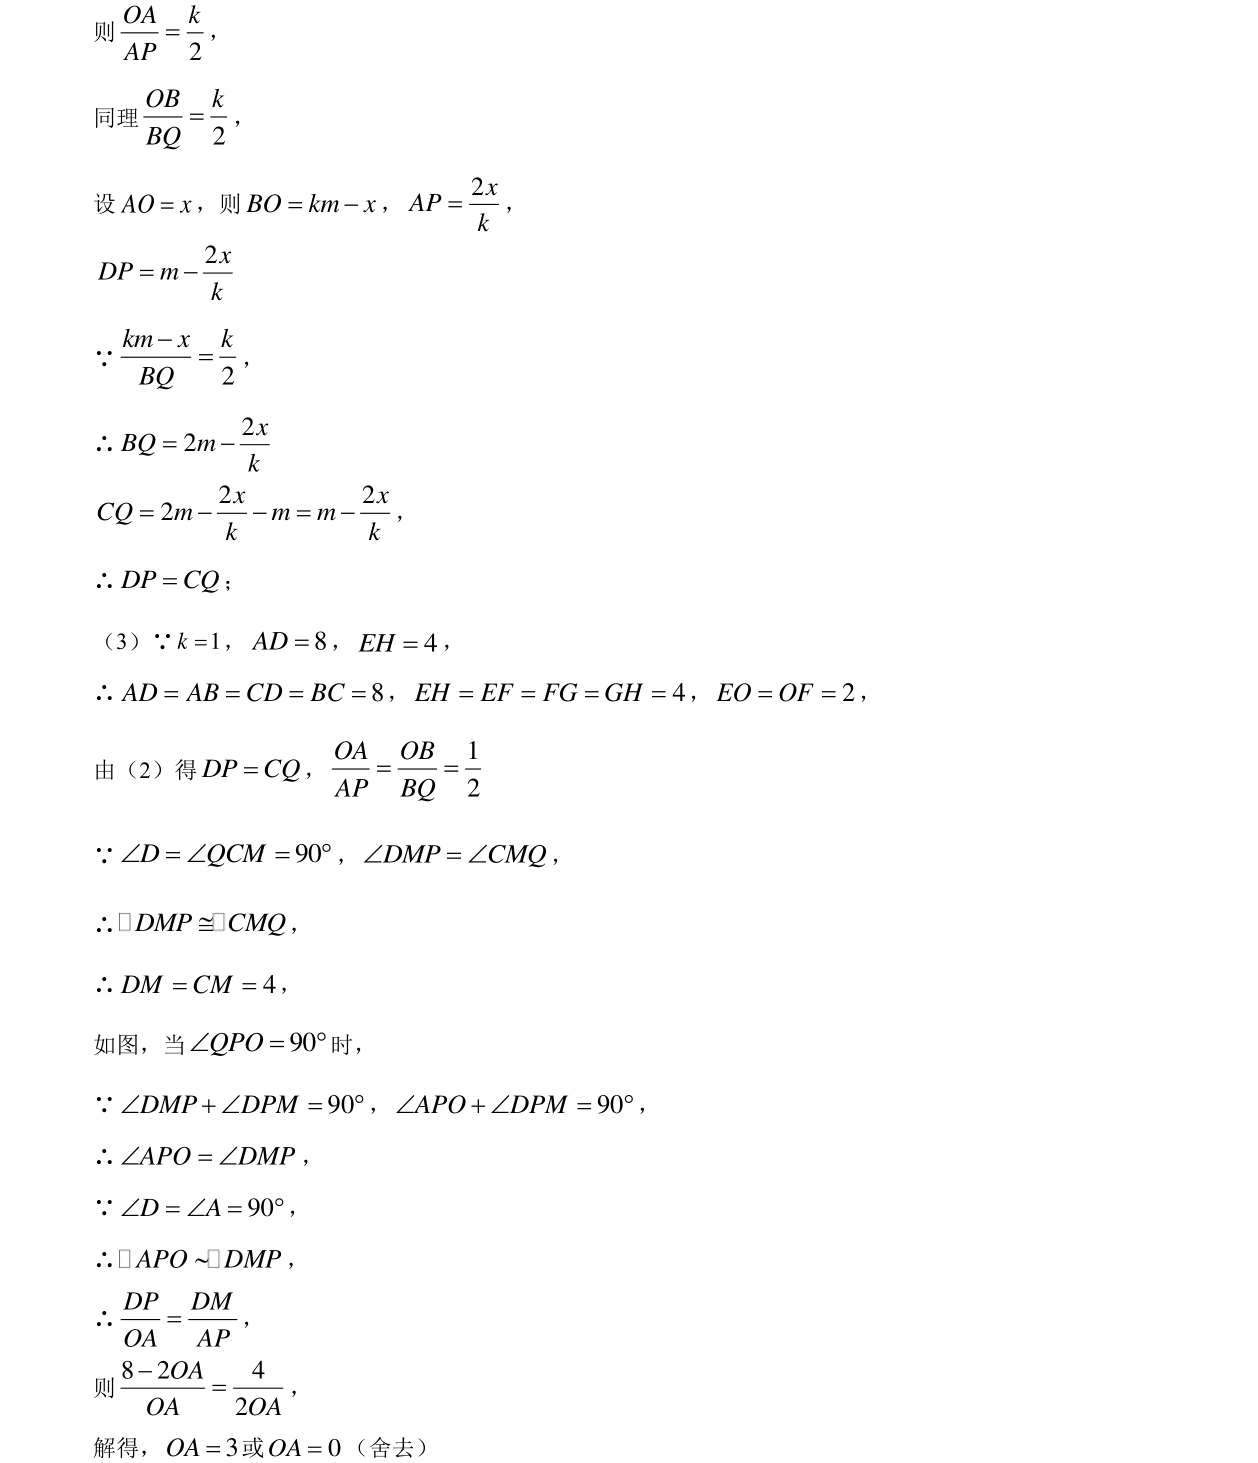 则 OA/AP = k/2，
同理 OB/BQ = k/2，
设 AO = x，则 BO = km − x，AP = 2x/k，
DP = m − 2x/k
∵ (km − x)/BQ = k/2，
∴ BQ = 2m − 2x/k
CQ = 2m − 2x/k − m = m − 2x/k，
∴ DP = CQ；
（3）∵ k =1，AD = 8，EH = 4，
∴ AD = AB = CD = BC = 8，EH = EF = FG = GH = 4，EO = OF = 2，
由（2）得 DP = CQ，OA/AP = OB/BQ = 1/2
∵ ∠D = ∠QCM = 90°，∠DMP = ∠CMQ，
∴ □DMP ≅ □CMQ，
∴ DM = CM = 4，
如图，当 ∠QPO = 90° 时，
∵ ∠DMP + ∠DPM = 90°，∠APO + ∠DPM = 90°，
∴ ∠APO = ∠DMP，
∵ ∠D = ∠A = 90°，
∴ □APO ~ □DMP，
∴ DP/OA = DM/AP，
则 (8 − 2OA)/OA = 4/2OA，
解得，OA = 3 或 OA = 0（舍去）